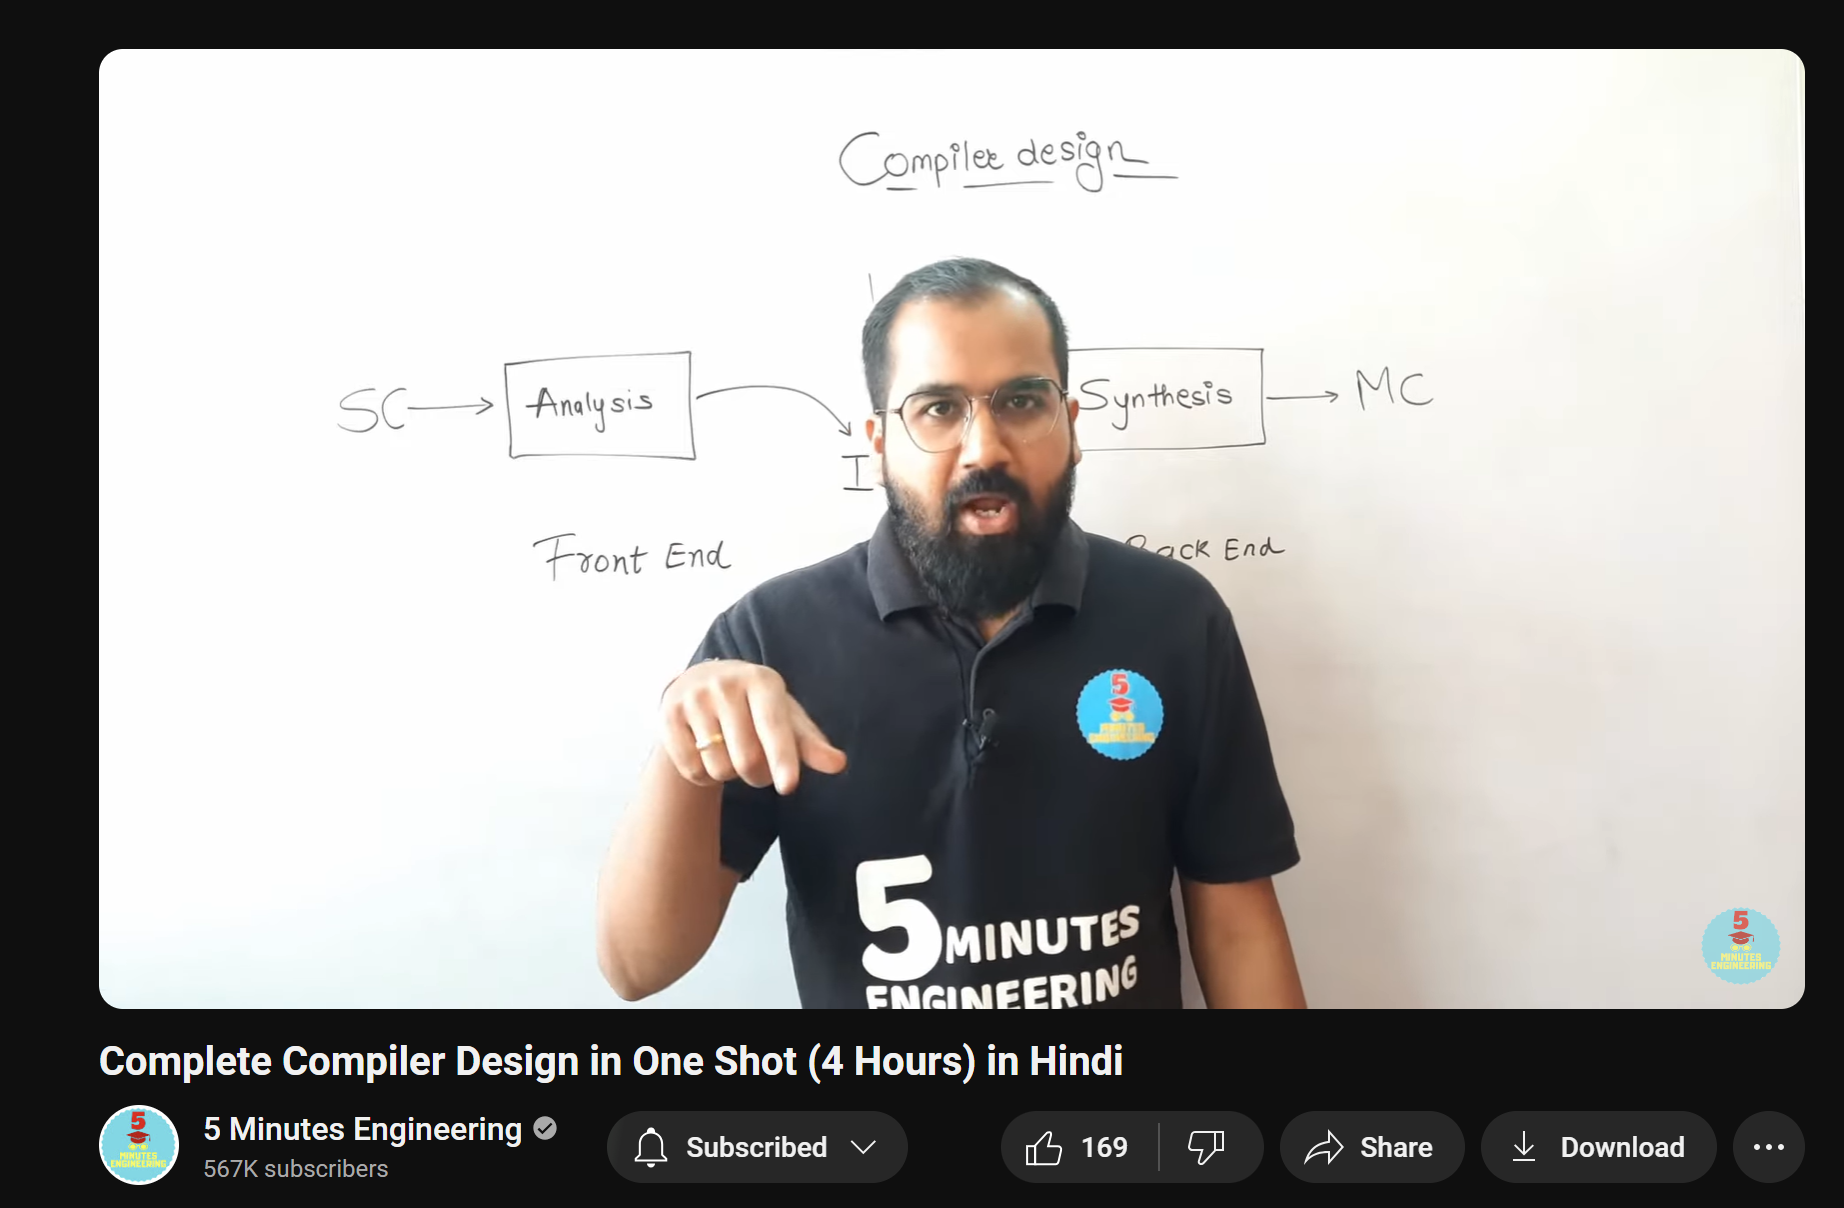 Compiler design
SC
Analysis
Synthesis
MC
I
Front End
Back End
5
MINUTES
ENGINEERING
5 MINUTES
ENGINEERING
5
MINUTES
ENGINEERING
Complete Compiler Design in One Shot (4 Hours) in Hindi
5
MINUTES
ENGINEERING
5 Minutes Engineering
567K subscribers
Subscribed
169
Share
Download